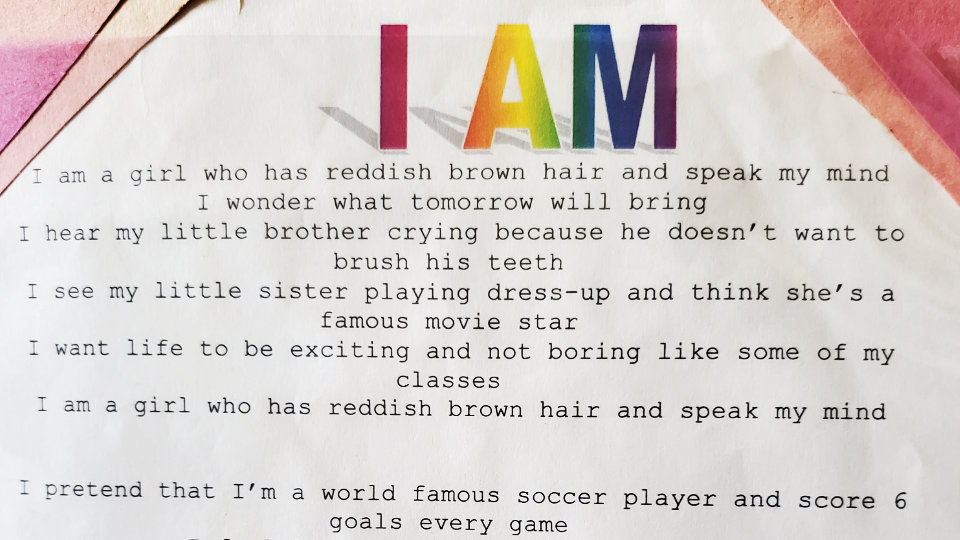 I AM
I am a girl who has reddish brown hair and speak my mind
I wonder what tomorrow will bring
I hear my little brother crying because he doesn't want to
brush his teeth
I see my little sister playing dress-up and think she's a
famous movie star
I want life to be exciting and not boring like some of my
classes
I am a girl who has reddish brown hair and speak my mind
I pretend that I'm a world famous soccer player and score 6
goals every game